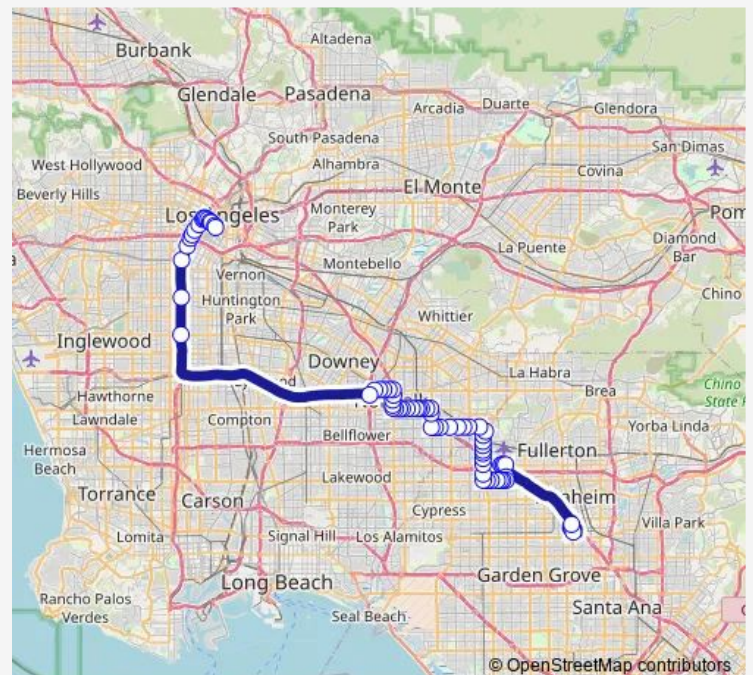 Altadena
Burbank
Glendale
Pasadena
Arcadia
Duarte
Glendora
South Pasadena
San Dimas
West Hollywood
Alhambra
Covina
Beverly Hills
El Monte
Los Angeles
Monterey
Park
Pom
Diamond
Bar
La Puente
Vernon
Montebello
Chino
Huntington
Park
Whittier
Inglewood
Downey
La Habra
Brea
Chino
State
Hawthorne
Lawndale
Compton
Yorba Linda
Bellflower
Fullerton
Hermosa
Beach
Lakewood
Torrance
Carson
Cypress
Villa Park
Lomita
Signal Hill
Los Alamitos
Long Beach
Garden Grove
Rancho Palos
Verdes
Seal Beach
Santa Ana
© OpenStreetMap contributors